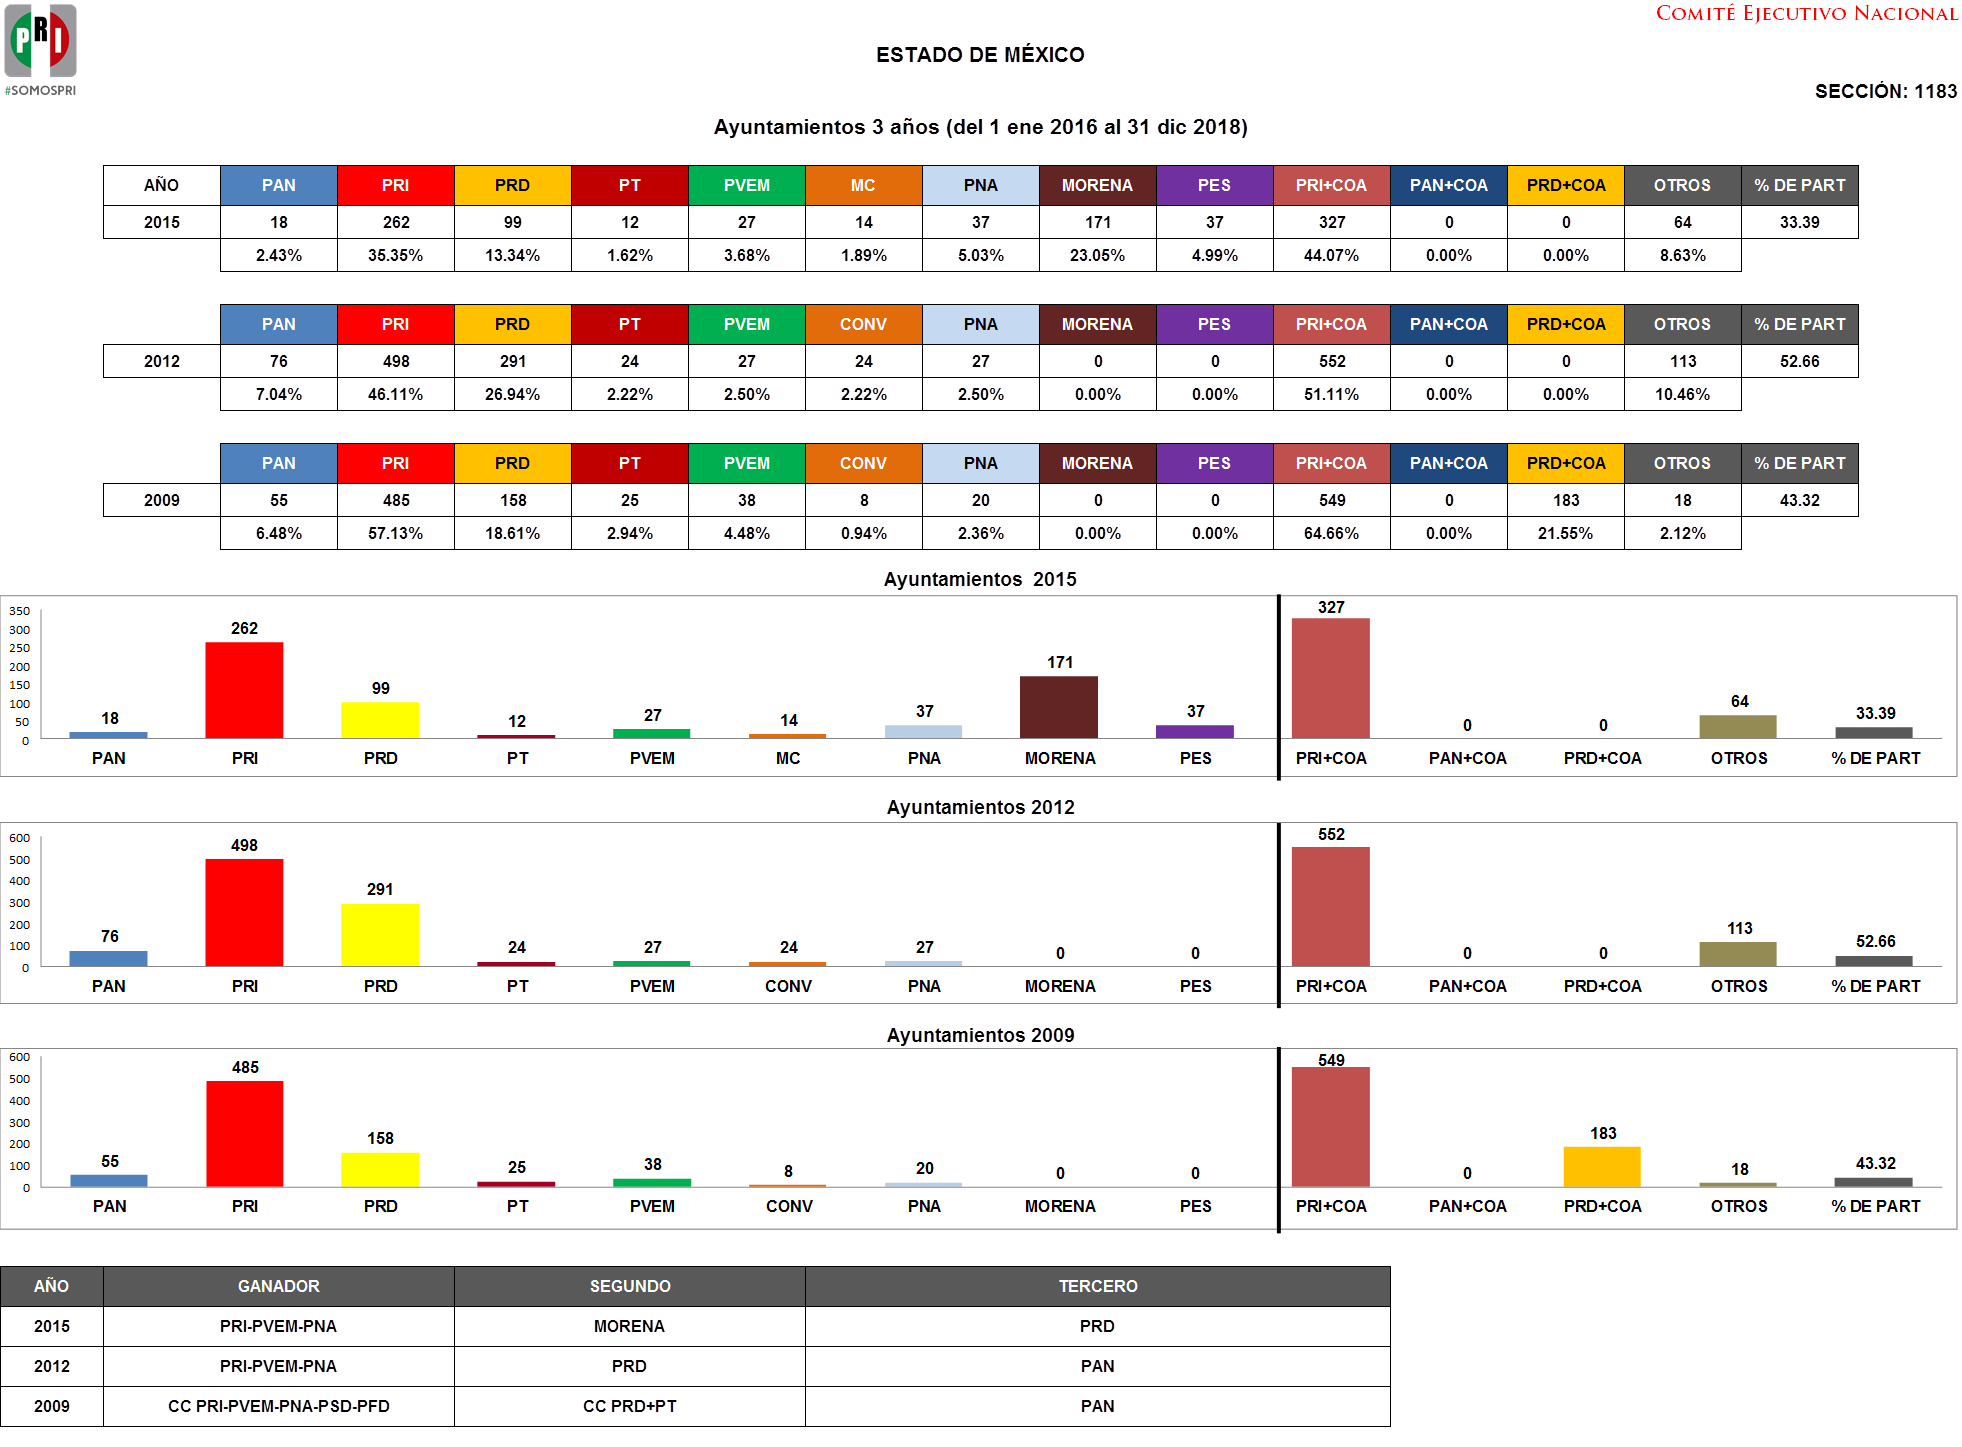 PRI
#SOMOSPRI
COMITÉ EJECUTIVO NACIONAL
ESTADO DE MÉXICO
SECCIÓN: 1183
Ayuntamientos 3 años (del 1 ene 2016 al 31 dic 2018)
AÑO PAN PRI PRD PT PVEM MC PNA MORENA PES PRI+COA PAN+COA PRD+COA OTROS % DE PART
2015 18 262 99 12 27 14 37 171 37 327 0 0 64 33.39
2.43% 35.35% 13.34% 1.62% 3.68% 1.89% 5.03% 23.05% 4.99% 44.07% 0.00% 0.00% 8.63%
PAN PRI PRD PT PVEM CONV PNA MORENA PES PRI+COA PAN+COA PRD+COA OTROS % DE PART
2012 76 498 291 24 27 24 27 0 0 552 0 0 113 52.66
7.04% 46.11% 26.94% 2.22% 2.50% 2.22% 2.50% 0.00% 0.00% 51.11% 0.00% 0.00% 10.46%
PAN PRI PRD PT PVEM CONV PNA MORENA PES PRI+COA PAN+COA PRD+COA OTROS % DE PART
2009 55 485 158 25 38 8 20 0 0 549 0 183 18 43.32
6.48% 57.13% 18.61% 2.94% 4.48% 0.94% 2.36% 0.00% 0.00% 64.66% 0.00% 21.55% 2.12%
Ayuntamientos 2015
350
300
250
200
150
100
50
0
18 262 99 12 27 14 37 171 37 327 0 0 64 33.39
PAN PRI PRD PT PVEM MC PNA MORENA PES PRI+COA PAN+COA PRD+COA OTROS % DE PART
Ayuntamientos 2012
600
500
400
300
200
100
0
76 498 291 24 27 24 27 0 0 552 0 0 113 52.66
PAN PRI PRD PT PVEM CONV PNA MORENA PES PRI+COA PAN+COA PRD+COA OTROS % DE PART
Ayuntamientos 2009
600
500
400
300
200
100
0
55 485 158 25 38 8 20 0 0 549 0 183 18 43.32
PAN PRI PRD PT PVEM CONV PNA MORENA PES PRI+COA PAN+COA PRD+COA OTROS % DE PART
AÑO GANADOR SEGUNDO TERCERO
2015 PRI-PVEM-PNA MORENA PRD
2012 PRI-PVEM-PNA PRD PAN
2009 CC PRI-PVEM-PNA-PSD-PFD CC PRD+PT PAN